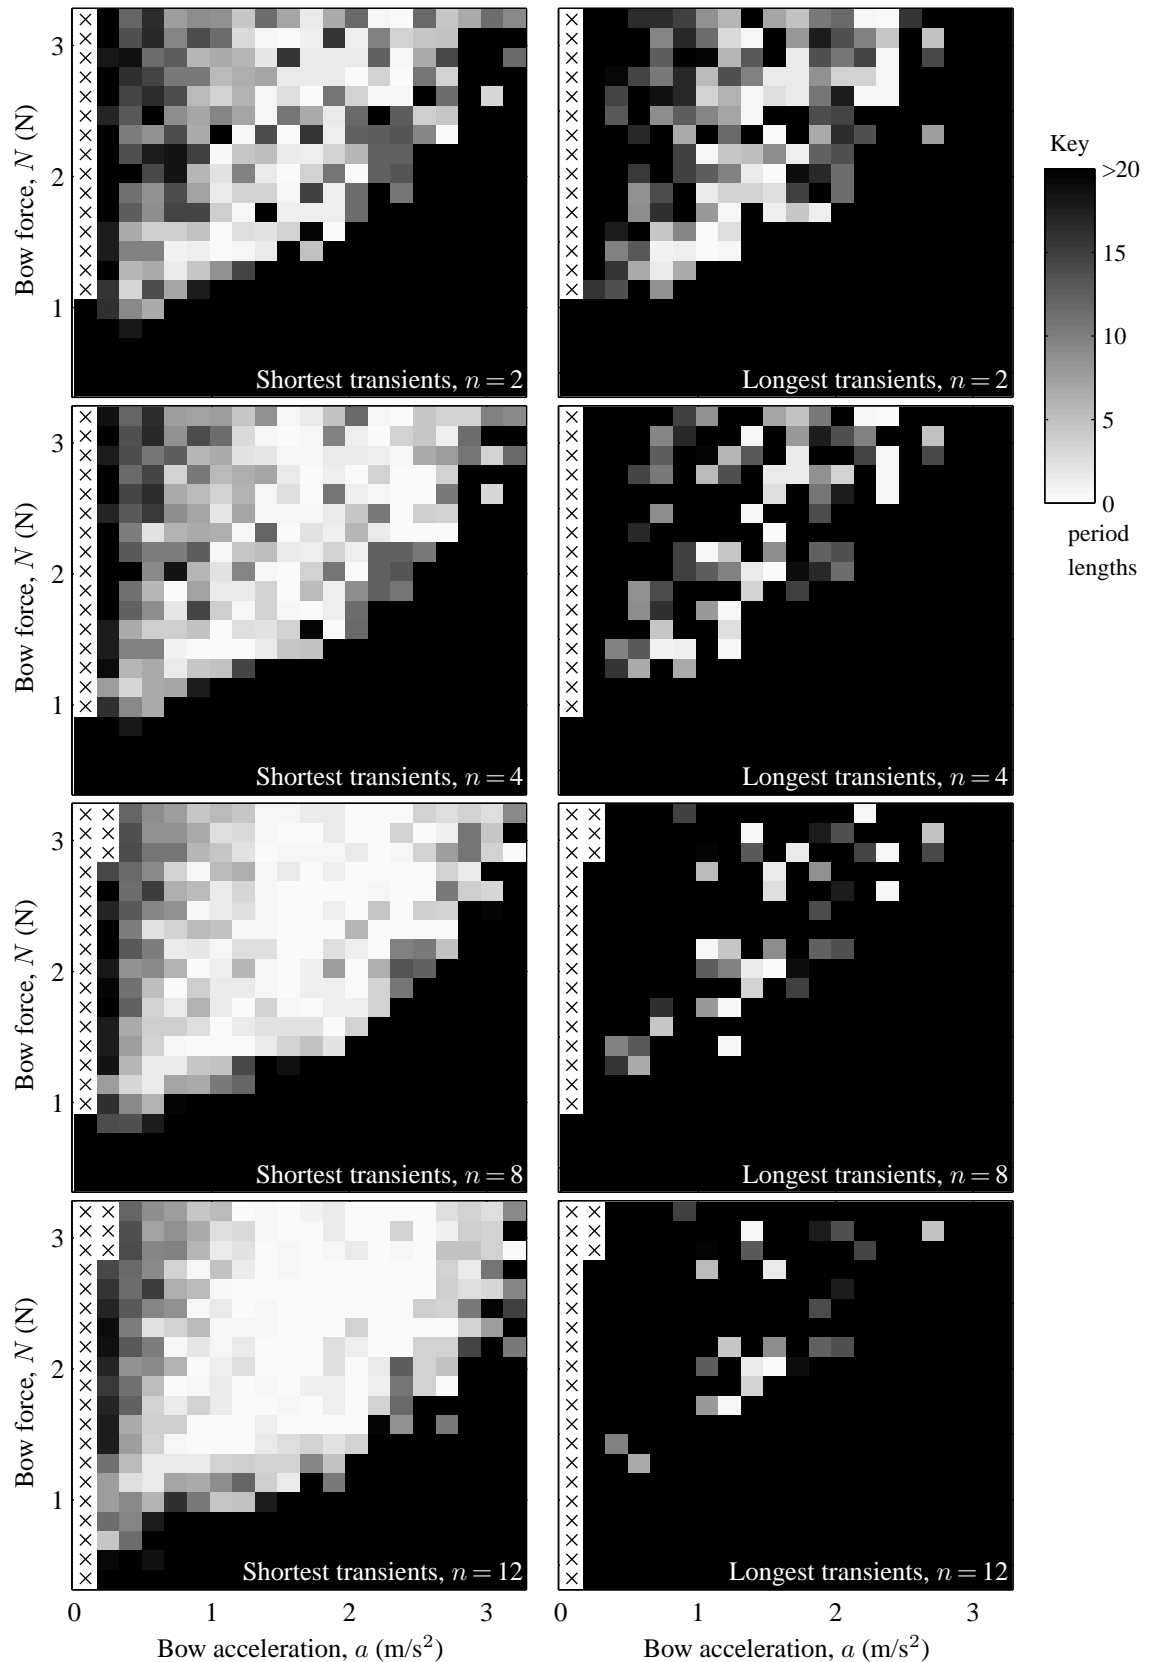 Bow force, N (N)
3
2
1
Shortest transients, n = 2
Longest transients, n = 2
Key
>20
15
10
5
0
period
lengths
Bow force, N (N)
3
2
1
Shortest transients, n = 4
Longest transients, n = 4
Bow force, N (N)
3
2
1
Shortest transients, n = 8
Longest transients, n = 8
Bow force, N (N)
3
2
1
Shortest transients, n = 12
Longest transients, n = 12
0 1 2 3
0 1 2 3
Bow acceleration, a (m/s²)
Bow acceleration, a (m/s²)